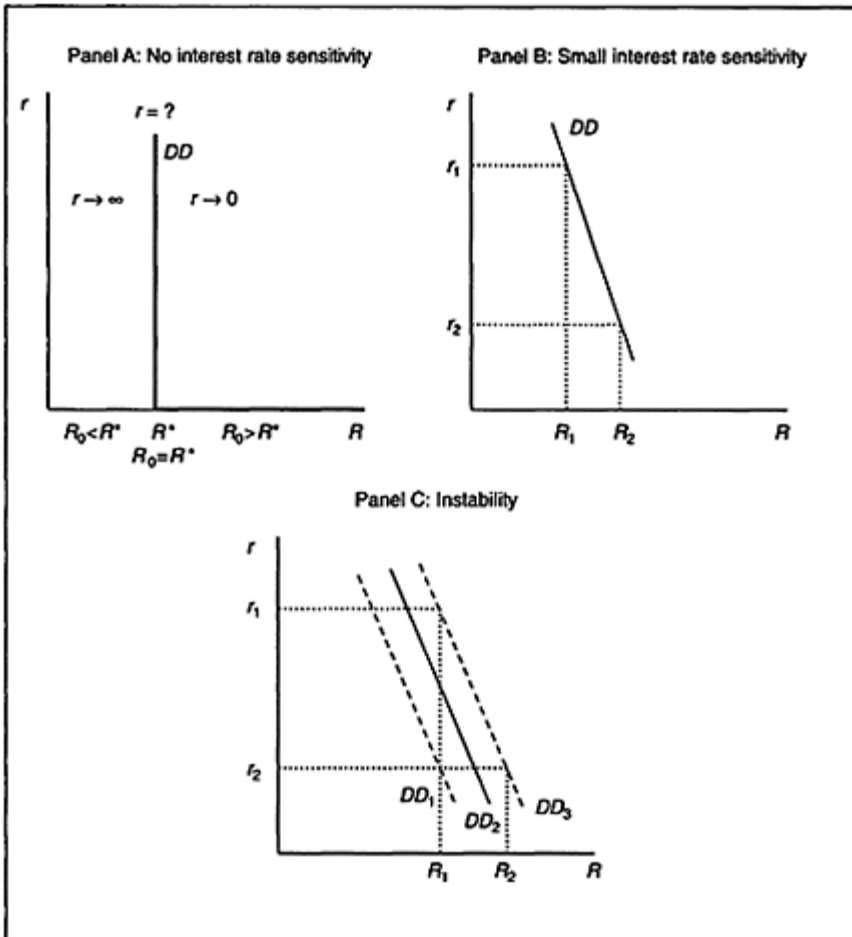 Panel A: No interest rate sensitivity
r
r = ?
DD
r → ∞
r → 0
R₀<R*
R*
R₀>R*
R
R₀=R*
Panel B: Small interest rate sensitivity
r
DD
r₁
r₂
R₁
R₂
R
Panel C: Instability
r
r₁
r₂
DD₁
DD₂
DD₃
R₁
R₂
R